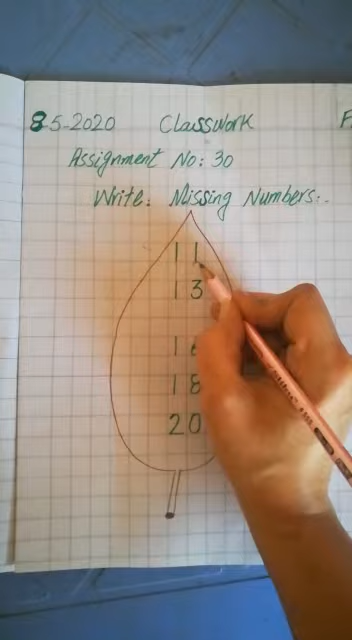 8-5-2020 Classwork F
Assignment No: 30
Write: Missing Numbers:-
11
13
16
18
20